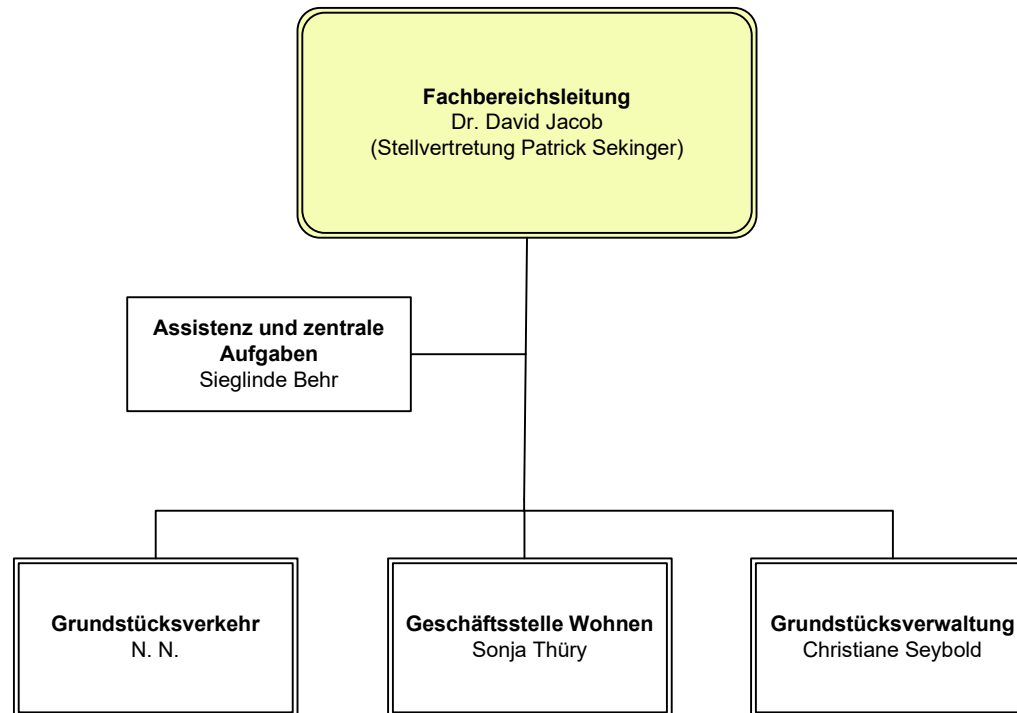 Fachbereichsleitung
Dr. David Jacob
(Stellvertretung Patrick Sekinger)
Assistenz und zentrale
Aufgaben
Sieglinde Behr
Grundstücksverkehr
N. N.
Geschäftsstelle Wohnen
Sonja Thüry
Grundstücksverwaltung
Christiane Seybold